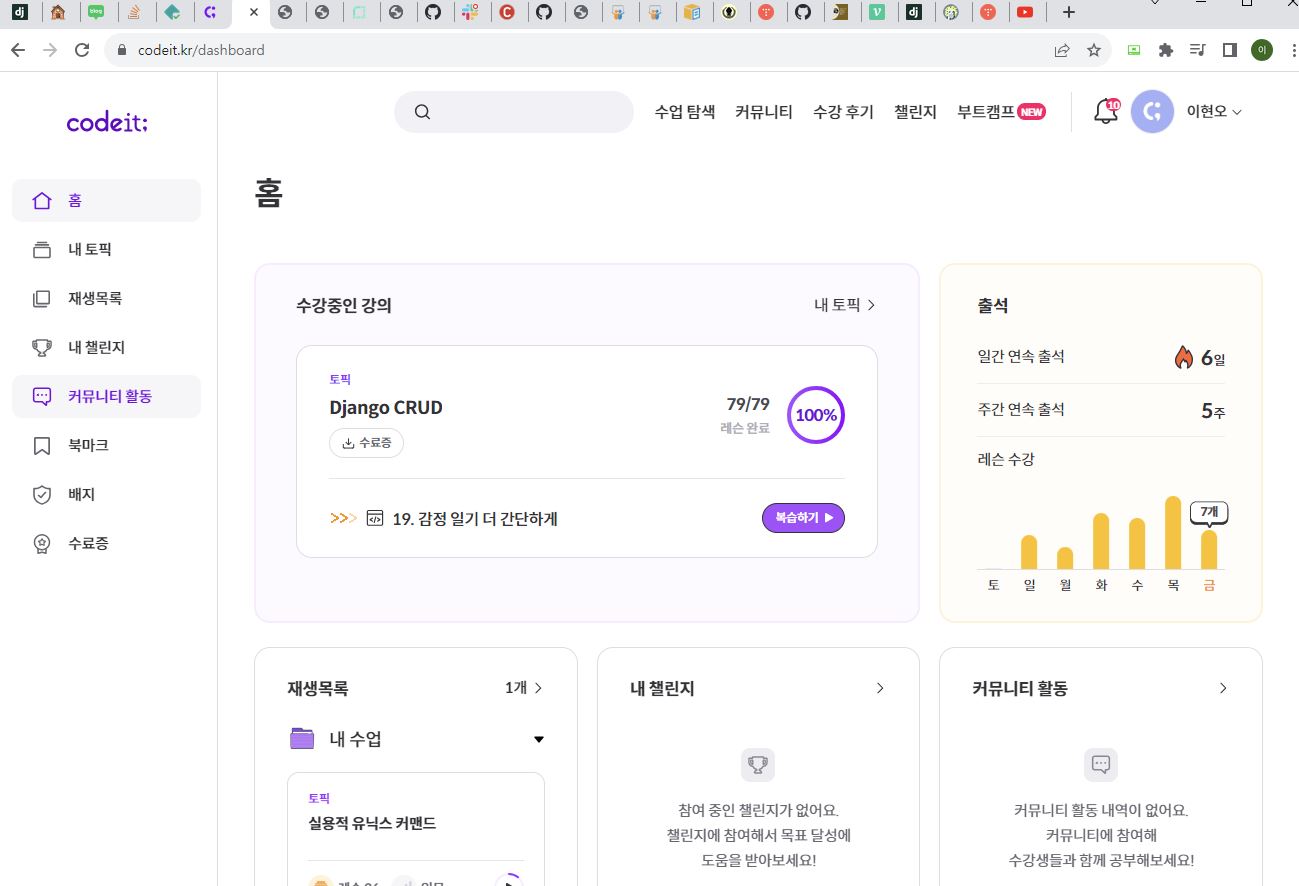 codeit.kr/dashboard
이
codeit:
수업 탐색
커뮤니티
수강 후기
챌린지
부트캠프 NEW
10
이현오
홈
내 토픽
재생목록
내 챌린지
커뮤니티 활동
북마크
배지
수료증
홈
수강중인 강의
내 토픽
토픽
Django CRUD
수료증
79/79
레슨 완료
100%
19. 감정 일기 더 간단하게
복습하기
출석
일간 연속 출석
6일
주간 연속 출석
5주
레슨 수강
7개
토 일 월 화 수 목 금
재생목록
1개
내 수업
토픽
실용적 유닉스 커맨드
내 챌린지
참여 중인 챌린지가 없어요.
챌린지에 참여해서 목표 달성에
도움을 받아보세요!
커뮤니티 활동
커뮤니티 활동 내역이 없어요.
커뮤니티에 참여해
수강생들과 함께 공부해보세요!